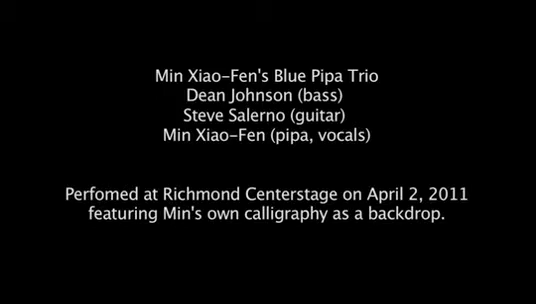 Min Xiao-Fen's Blue Pipa Trio
Dean Johnson (bass)
Steve Salerno (guitar)
Min Xiao-Fen (pipa, vocals)
Perfomed at Richmond Centerstage on April 2, 2011
featuring Min's own calligraphy as a backdrop.